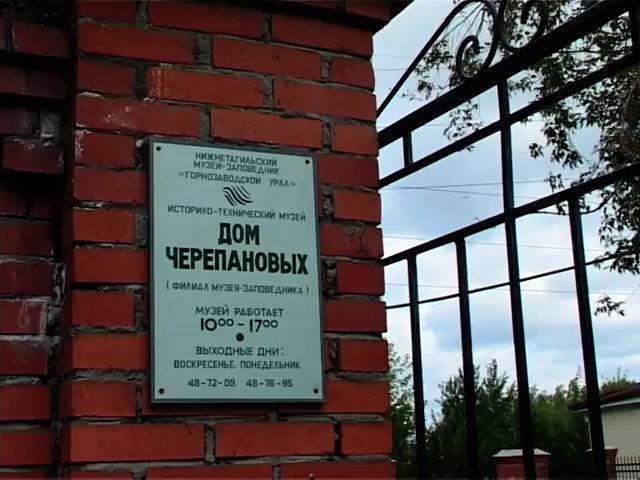 НИЖНЕТАГИЛЬСКИЙ
МУЗЕЙ-ЗАПОВЕДНИК
"ГОРНОЗАВОДСКОЙ УРАЛ"
ИСТОРИКО-ТЕХНИЧЕСКИЙ МУЗЕЙ
ДОМ
ЧЕРЕПАНОВЫХ
(ФИЛИАЛ МУЗЕЯ-ЗАПОВЕДНИКА)
МУЗЕЙ РАБОТАЕТ
10⁰⁰ - 17⁰⁰
ВЫХОДНЫЕ ДНИ:
ВОСКРЕСЕНЬЕ, ПОНЕДЕЛЬНИК.
48-72-09. 48-76-95